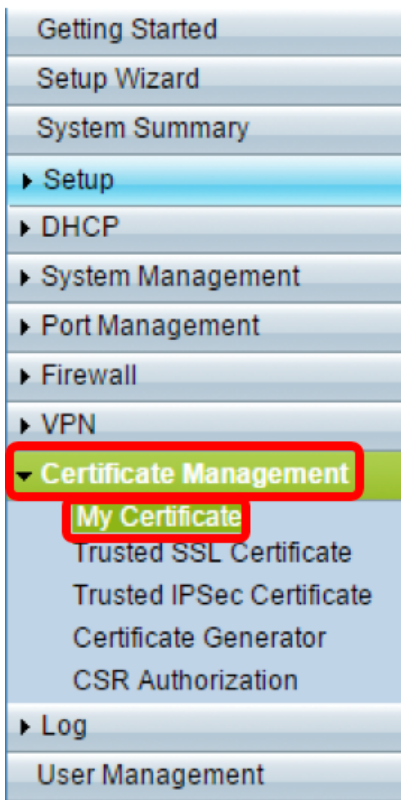 Getting Started
Setup Wizard
System Summary
Setup
DHCP
System Management
Port Management
Firewall
VPN
Certificate Management
My Certificate
Trusted SSL Certificate
Trusted IPSec Certificate
Certificate Generator
CSR Authorization
Log
User Management